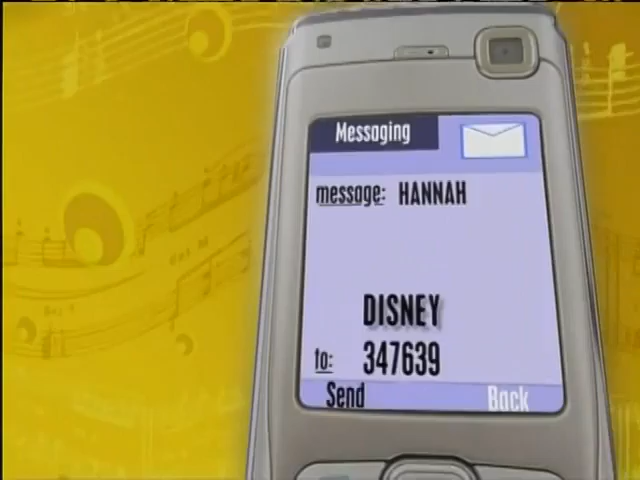 Messaging
message: HANNAH
DISNEY
to: 347639
Send Back